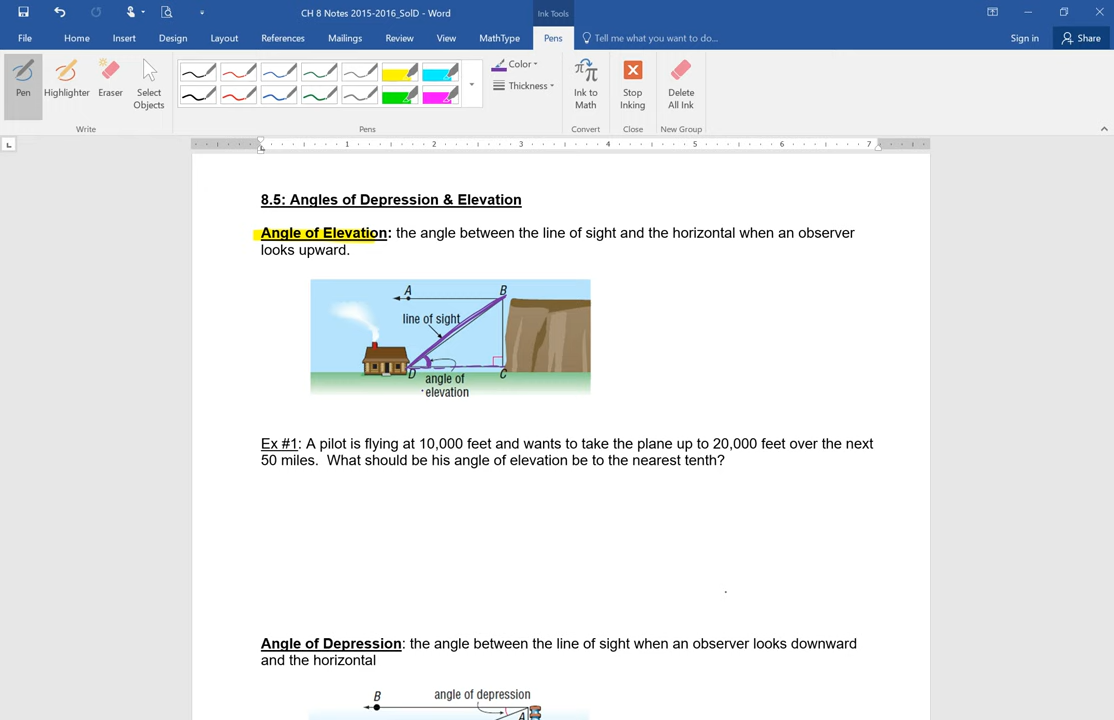 CH 8 Notes 2015-2016_SolD - Word
Ink Tools
File Home Insert Design Layout References Mailings Review View MathType Pens Tell me what you want to do... Sign in Share
Pen Highlighter Eraser Select Objects
Color
Thickness
Ink to Math
Stop Inking
Delete All Ink
Write Pens Convert Close New Group
1 2 3 4 5 6 7
8.5: Angles of Depression & Elevation
Angle of Elevation: the angle between the line of sight and the horizontal when an observer
looks upward.
A B
line of sight
D C
angle of
elevation
Ex #1: A pilot is flying at 10,000 feet and wants to take the plane up to 20,000 feet over the next
50 miles. What should be his angle of elevation be to the nearest tenth?
Angle of Depression: the angle between the line of sight when an observer looks downward
and the horizontal
B angle of depression
A